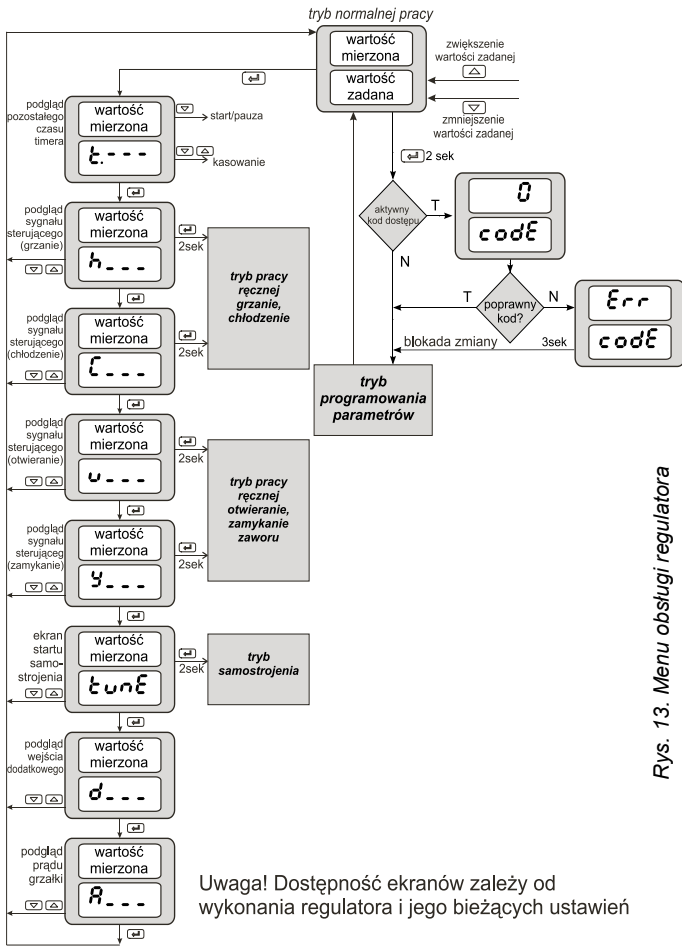 tryb normalnej pracy
wartość
mierzona
wartość
zadana
zwiększenie
wartości zadanej
zmniejszenie
wartości zadanej
podgląd
pozostałego
czasu
timera
wartość
mierzona
t.---
start/pauza
kasowanie
2 sek
aktywny
kod dostępu
T
N
0
codE
poprawny
kod?
T
N
Err
codE
blokada zmiany
3sek
tryb
programowania
parametrów
podgląd
sygnału
sterującego
(grzanie)
wartość
mierzona
h---
2sek
tryb pracy
ręcznej
grzanie,
chłodzenie
podgląd
sygnału
sterującego
(chłodzenie)
wartość
mierzona
C---
2sek
podgląd
sygnału
sterującego
(otwieranie)
wartość
mierzona
u---
2sek
tryb pracy
ręcznej
otwieranie,
zamykanie
zaworu
podgląd
sygnału
sterująceg
(zamykanie)
wartość
mierzona
y---
2sek
ekran
startu
samo-
strojenia
wartość
mierzona
tunE
2sek
tryb
samostrojenia
podgląd
wejścia
dodatkowego
wartość
mierzona
d---
podgląd
prądu
grzałki
wartość
mierzona
A---
Uwaga! Dostępność ekranów zależy od
wykonania regulatora i jego bieżących ustawień
Rys. 13. Menu obsługi regulatora